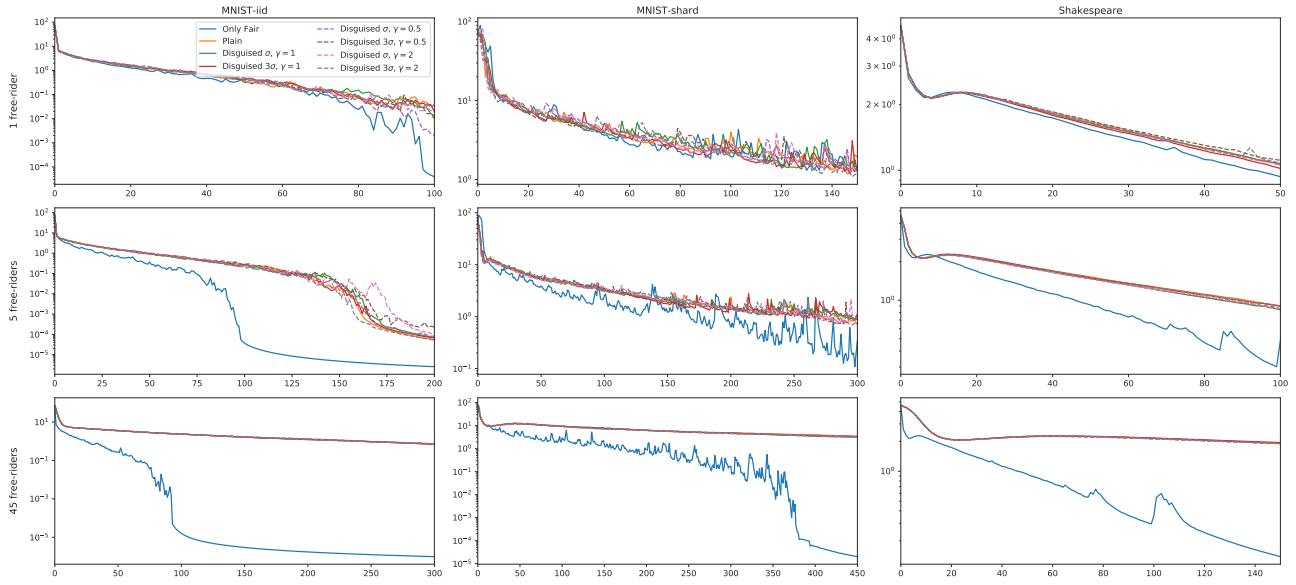 MNIST-iid
MNIST-shard
Shakespeare
1 free-rider
10²
10¹
10⁰
10⁻¹
10⁻²
10⁻³
10⁻⁴
Only Fair
Plain
Disguised σ, γ = 1
Disguised 3σ, γ = 1
Disguised σ, γ = 0.5
Disguised 3σ, γ = 0.5
Disguised σ, γ = 2
Disguised 3σ, γ = 2
0 20 40 60 80 100
10²
10¹
10⁰
0 20 40 60 80 100 120 140
4 × 10⁰
3 × 10⁰
2 × 10⁰
10⁰
0 10 20 30 40 50
5 free-riders
10²
10¹
10⁰
10⁻¹
10⁻²
10⁻³
10⁻⁴
10⁻⁵
0 25 50 75 100 125 150 175 200
10²
10¹
10⁰
10⁻¹
0 50 100 150 200 250 300
10⁰
0 20 40 60 80 100
45 free-riders
10¹
10⁻¹
10⁻³
10⁻⁵
0 50 100 150 200 250 300
10²
10¹
10⁰
10⁻¹
10⁻²
10⁻³
10⁻⁴
10⁻⁵
0 50 100 150 200 250 300 350 400 450
10⁰
0 20 40 60 80 100 120 140